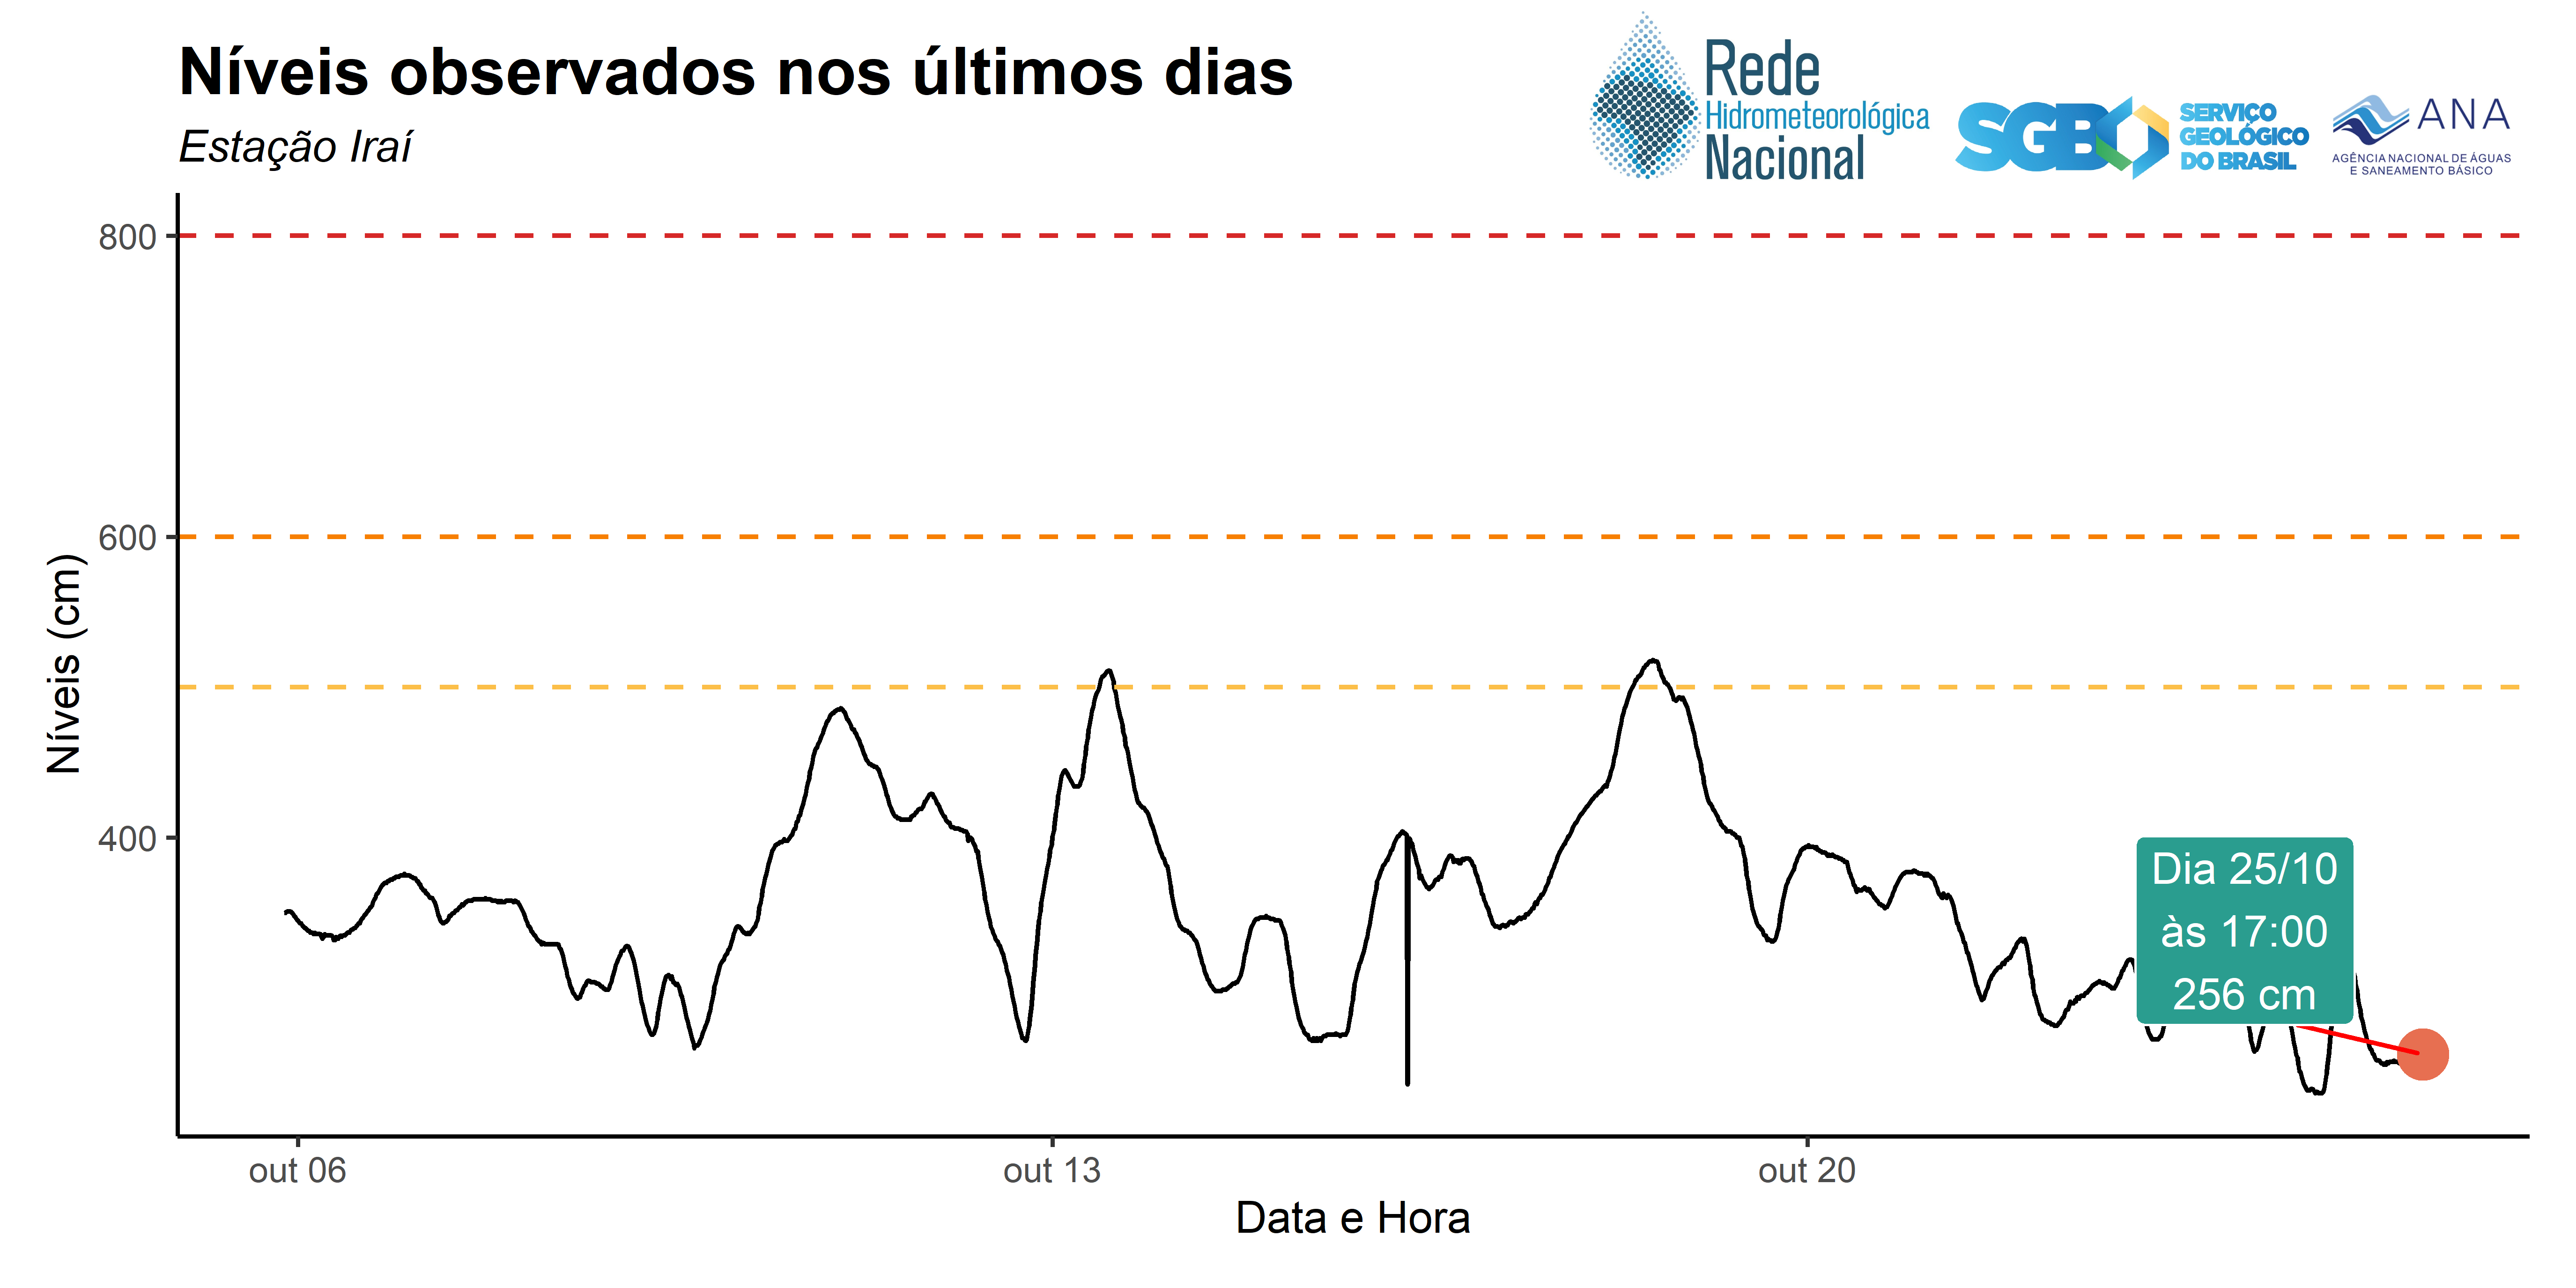 Níveis observados nos últimos dias
Estação Iraí
Rede
Hidrometeorológica
Nacional
SGB
SERVIÇO
GEOLÓGICO
DO BRASIL
ANA
AGÊNCIA NACIONAL DE ÁGUAS
E SANEAMENTO BÁSICO
Níveis (cm)
800
600
400
Dia 25/10
às 17:00
256 cm
out 06
out 13
out 20
Data e Hora